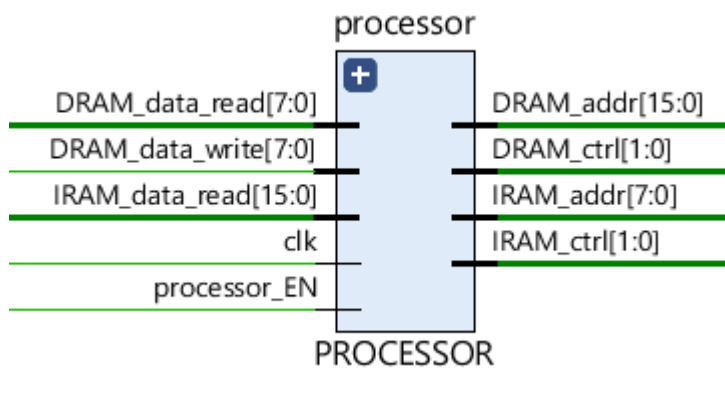 processor
DRAM_data_read[7:0]
DRAM_data_write[7:0]
IRAM_data_read[15:0]
clk
processor_EN
DRAM_addr[15:0]
DRAM_ctrl[1:0]
IRAM_addr[7:0]
IRAM_ctrl[1:0]
PROCESSOR